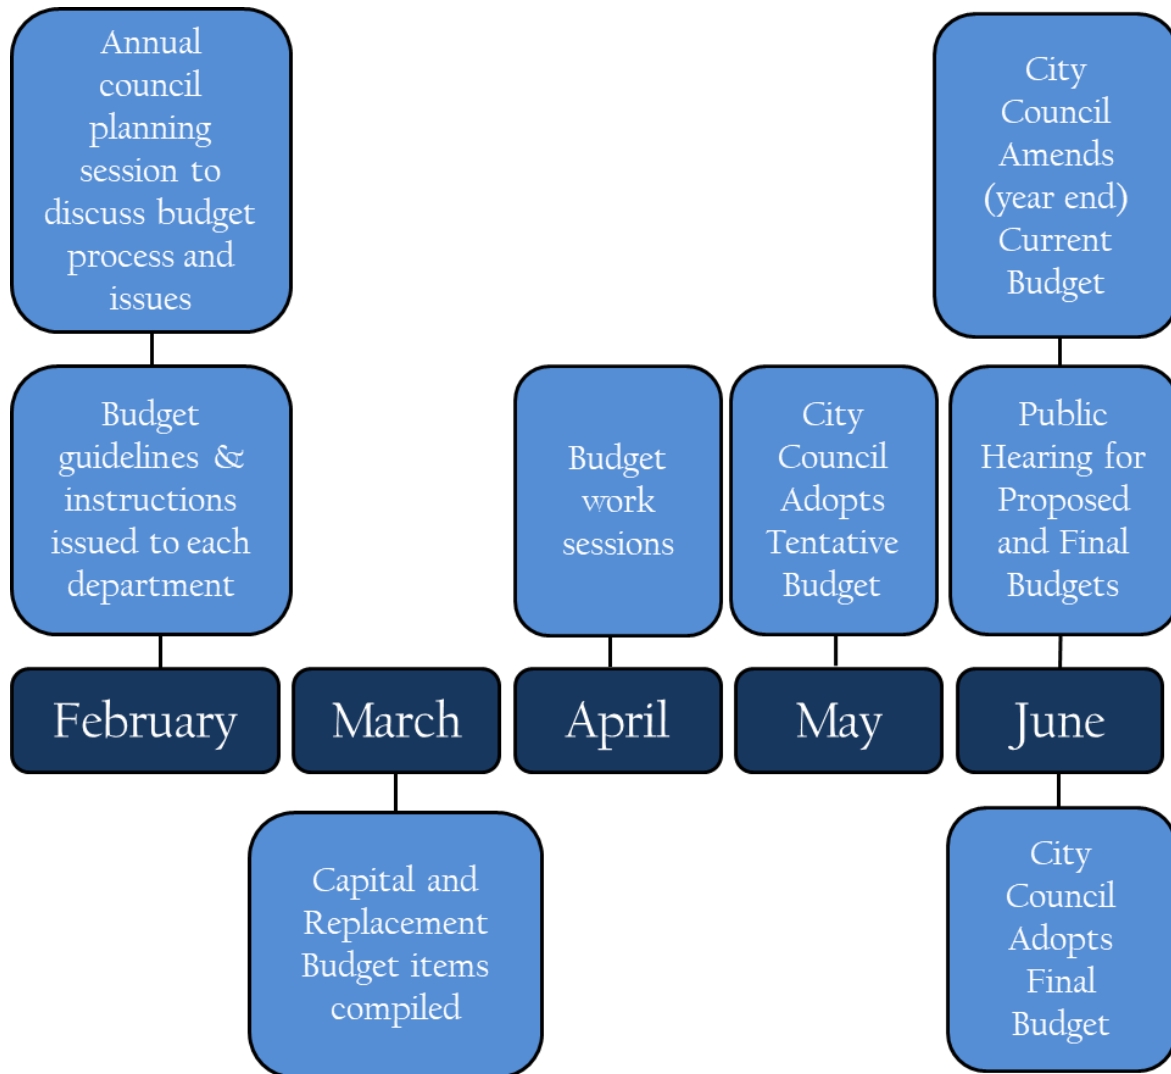 Annual
council
planning
session to
discuss budget
process and
issues
City
Council
Amends
(year end)
Current
Budget
Budget
guidelines &
instructions
issued to each
department
Budget
work
sessions
City
Council
Adopts
Tentative
Budget
Public
Hearing for
Proposed
and Final
Budgets
February
March
April
May
June
Capital and
Replacement
Budget items
compiled
City
Council
Adopts
Final
Budget